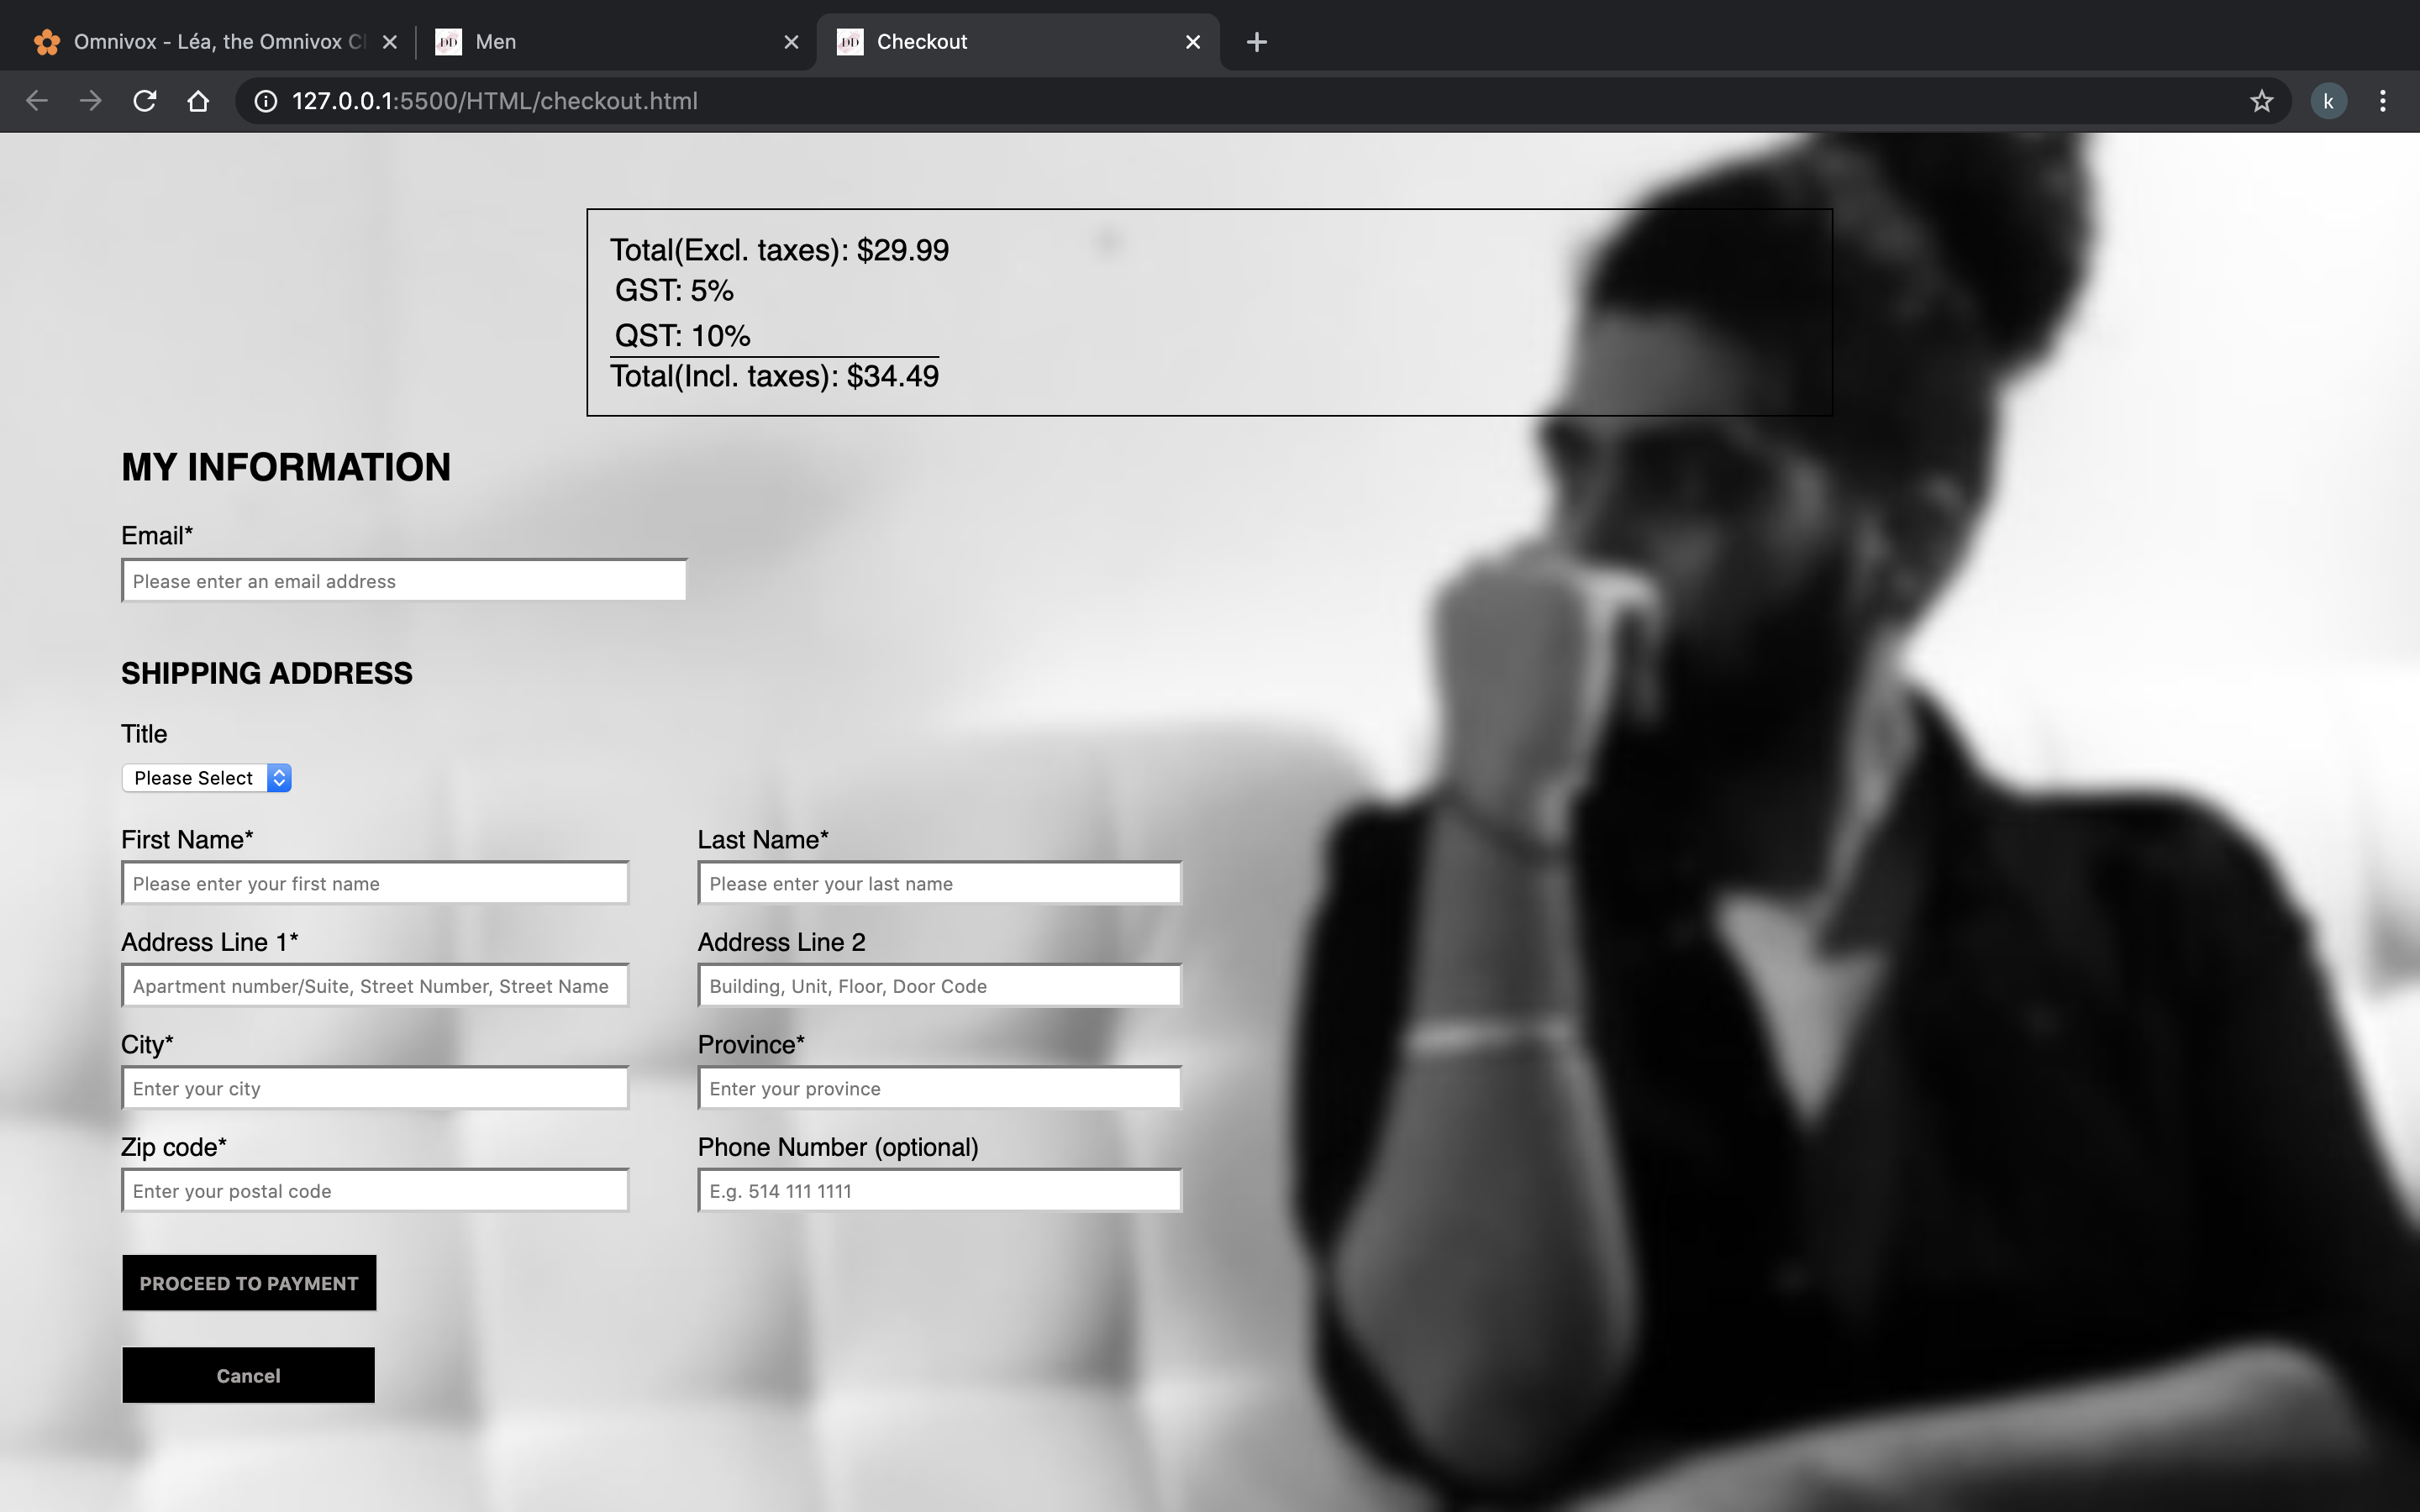 Omnivox - Léa, the Omnivox Cl
DD Men
DD Checkout
127.0.0.1:5500/HTML/checkout.html
k
Total(Excl. taxes): $29.99
GST: 5%
QST: 10%
Total(Incl. taxes): $34.49
MY INFORMATION
Email*
Please enter an email address
SHIPPING ADDRESS
Title
Please Select
First Name* Last Name*
Please enter your first name Please enter your last name
Address Line 1* Address Line 2
Apartment number/Suite, Street Number, Street Name Building, Unit, Floor, Door Code
City* Province*
Enter your city Enter your province
Zip code* Phone Number (optional)
Enter your postal code E.g. 514 111 1111
PROCEED TO PAYMENT
Cancel